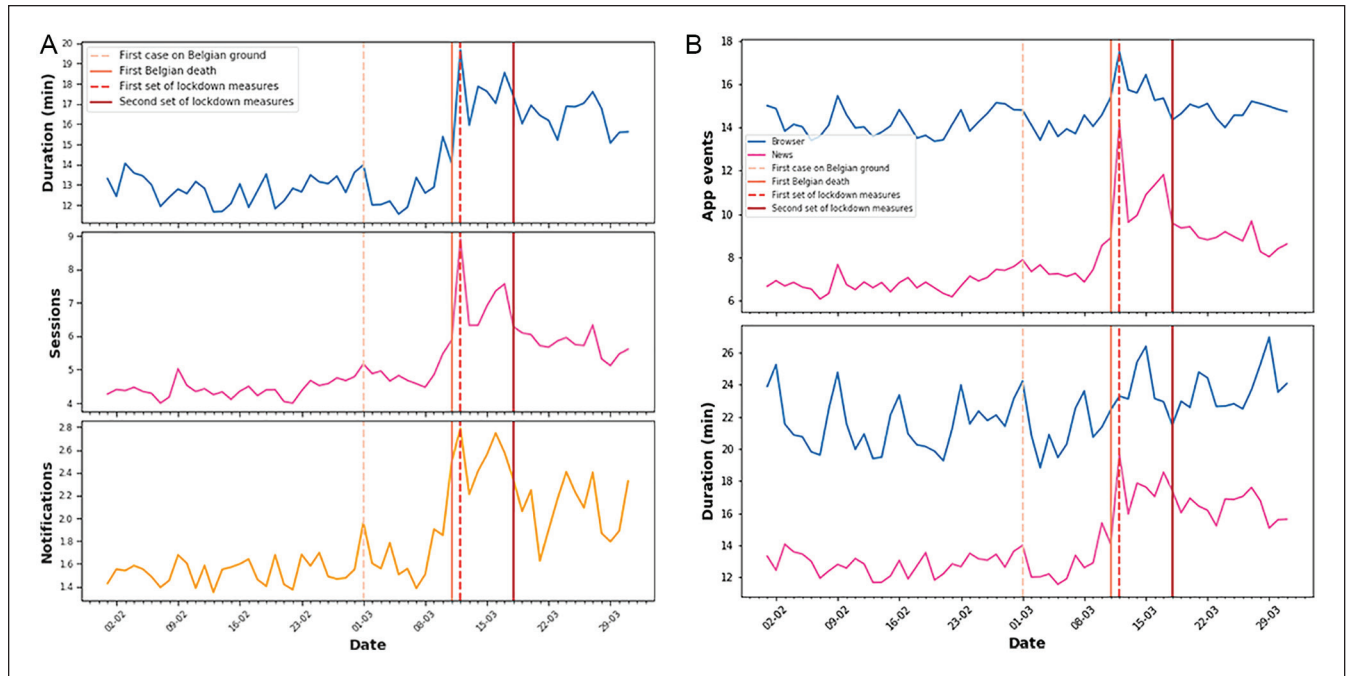 A
20
19
18
17
16
15
14
13
12
Duration (min)
First case on Belgian ground
First Belgian death
First set of lockdown measures
Second set of lockdown measures
9
8
7
6
5
4
Sessions
2.8
2.6
2.4
2.2
2.0
1.8
1.6
1.4
Notifications
02-02
09-02
16-02
23-02
01-03
08-03
15-03
22-03
29-03
Date
B
18
16
14
12
10
8
6
App events
Browser
News
First case on Belgian ground
First Belgian death
First set of lockdown measures
Second set of lockdown measures
26
24
22
20
18
16
14
12
Duration (min)
02-02
09-02
16-02
23-02
01-03
08-03
15-03
22-03
29-03
Date